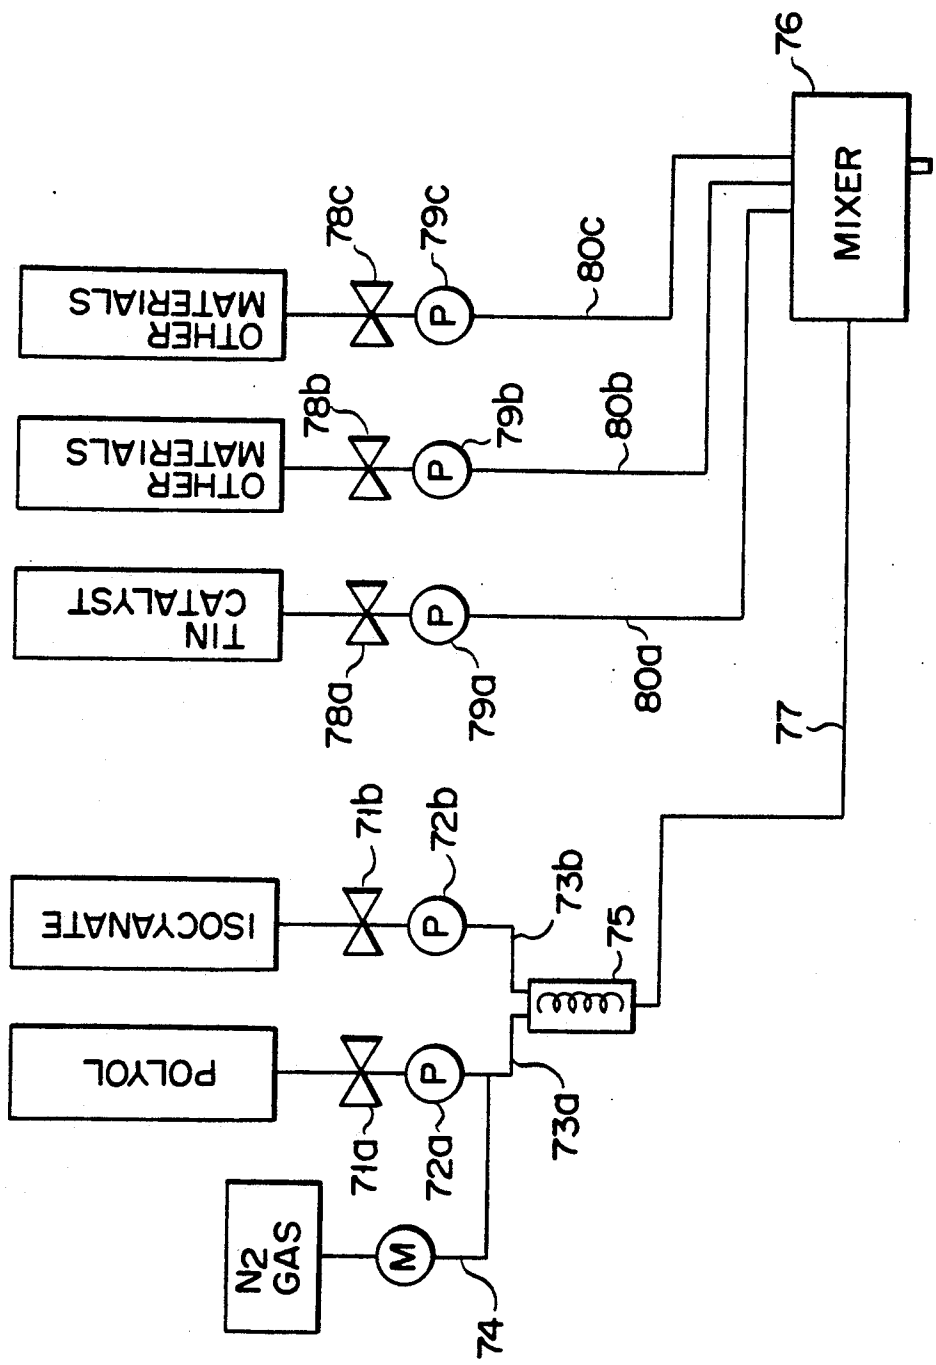 N2
GAS
POLYOL
ISOCYANATE
TIN
CATALYST
OTHER
MATERIALS
OTHER
MATERIALS
M
74
71a
P
72a
73a
71b
P
72b
73b
75
77
78a
P
79a
80a
78b
P
79b
80b
78c
P
79c
80c
MIXER
76